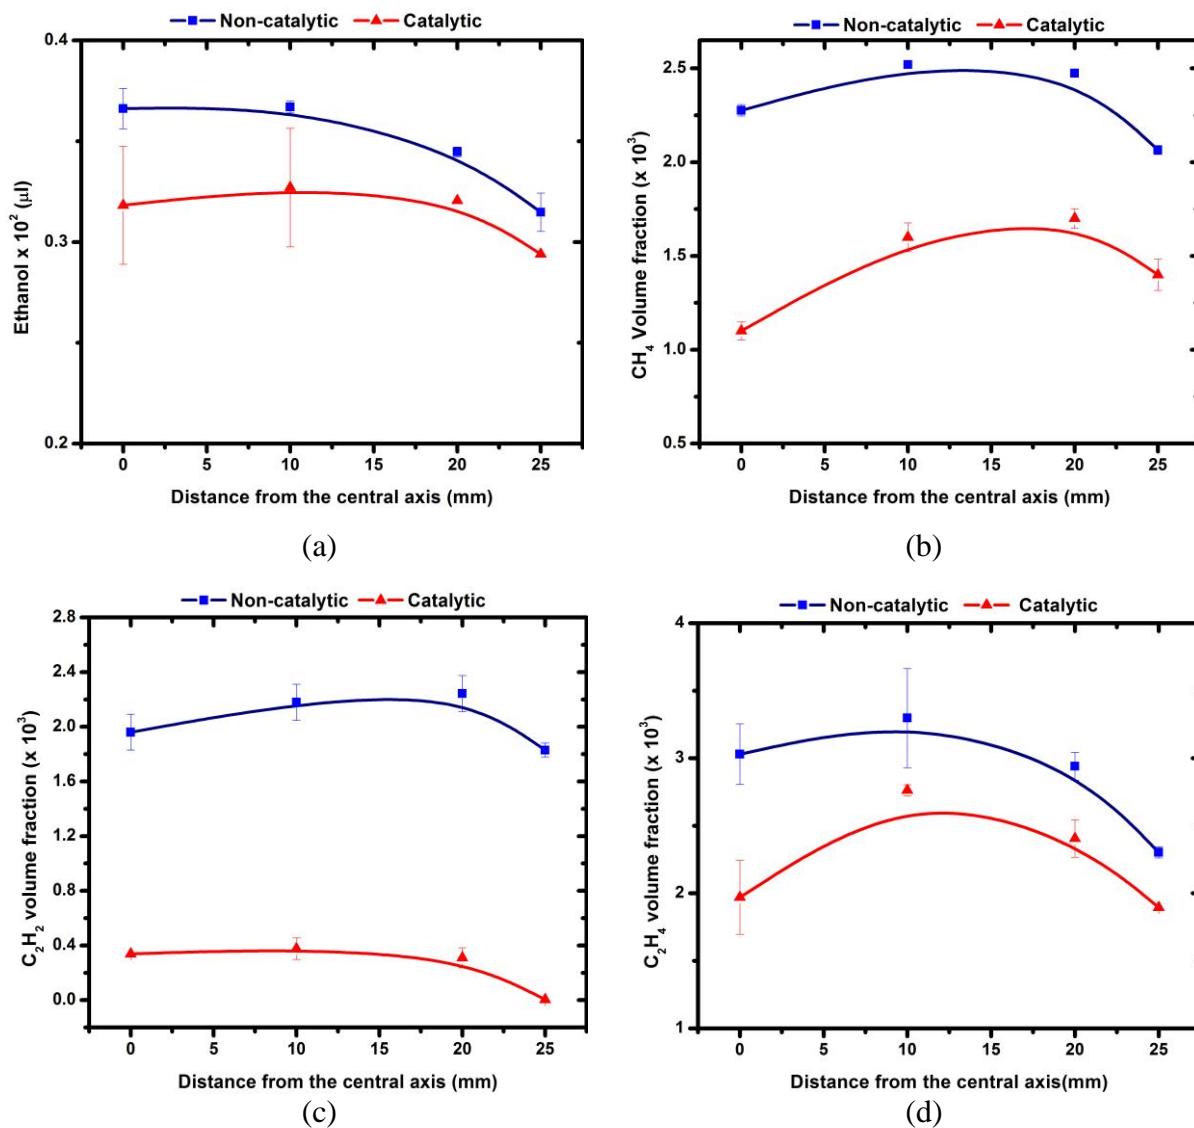 Non-catalytic Catalytic
0.4
0.3
0.2
Ethanol x 10² (µl)
0 5 10 15 20 25
Distance from the central axis (mm)
(a)
Non-catalytic Catalytic
2.5
2.0
1.5
1.0
0.5
CH₄ Volume fraction (x 10³)
0 5 10 15 20 25
Distance from the central axis (mm)
(b)
Non-catalytic Catalytic
2.8
2.4
2.0
1.6
1.2
0.8
0.4
0.0
C₂H₂ volume fraction (x 10³)
0 5 10 15 20 25
Distance from the central axis (mm)
(c)
Non-catalytic Catalytic
4
3
2
1
C₂H₄ volume fraction (x 10³)
0 5 10 15 20 25
Distance from the central axis(mm)
(d)